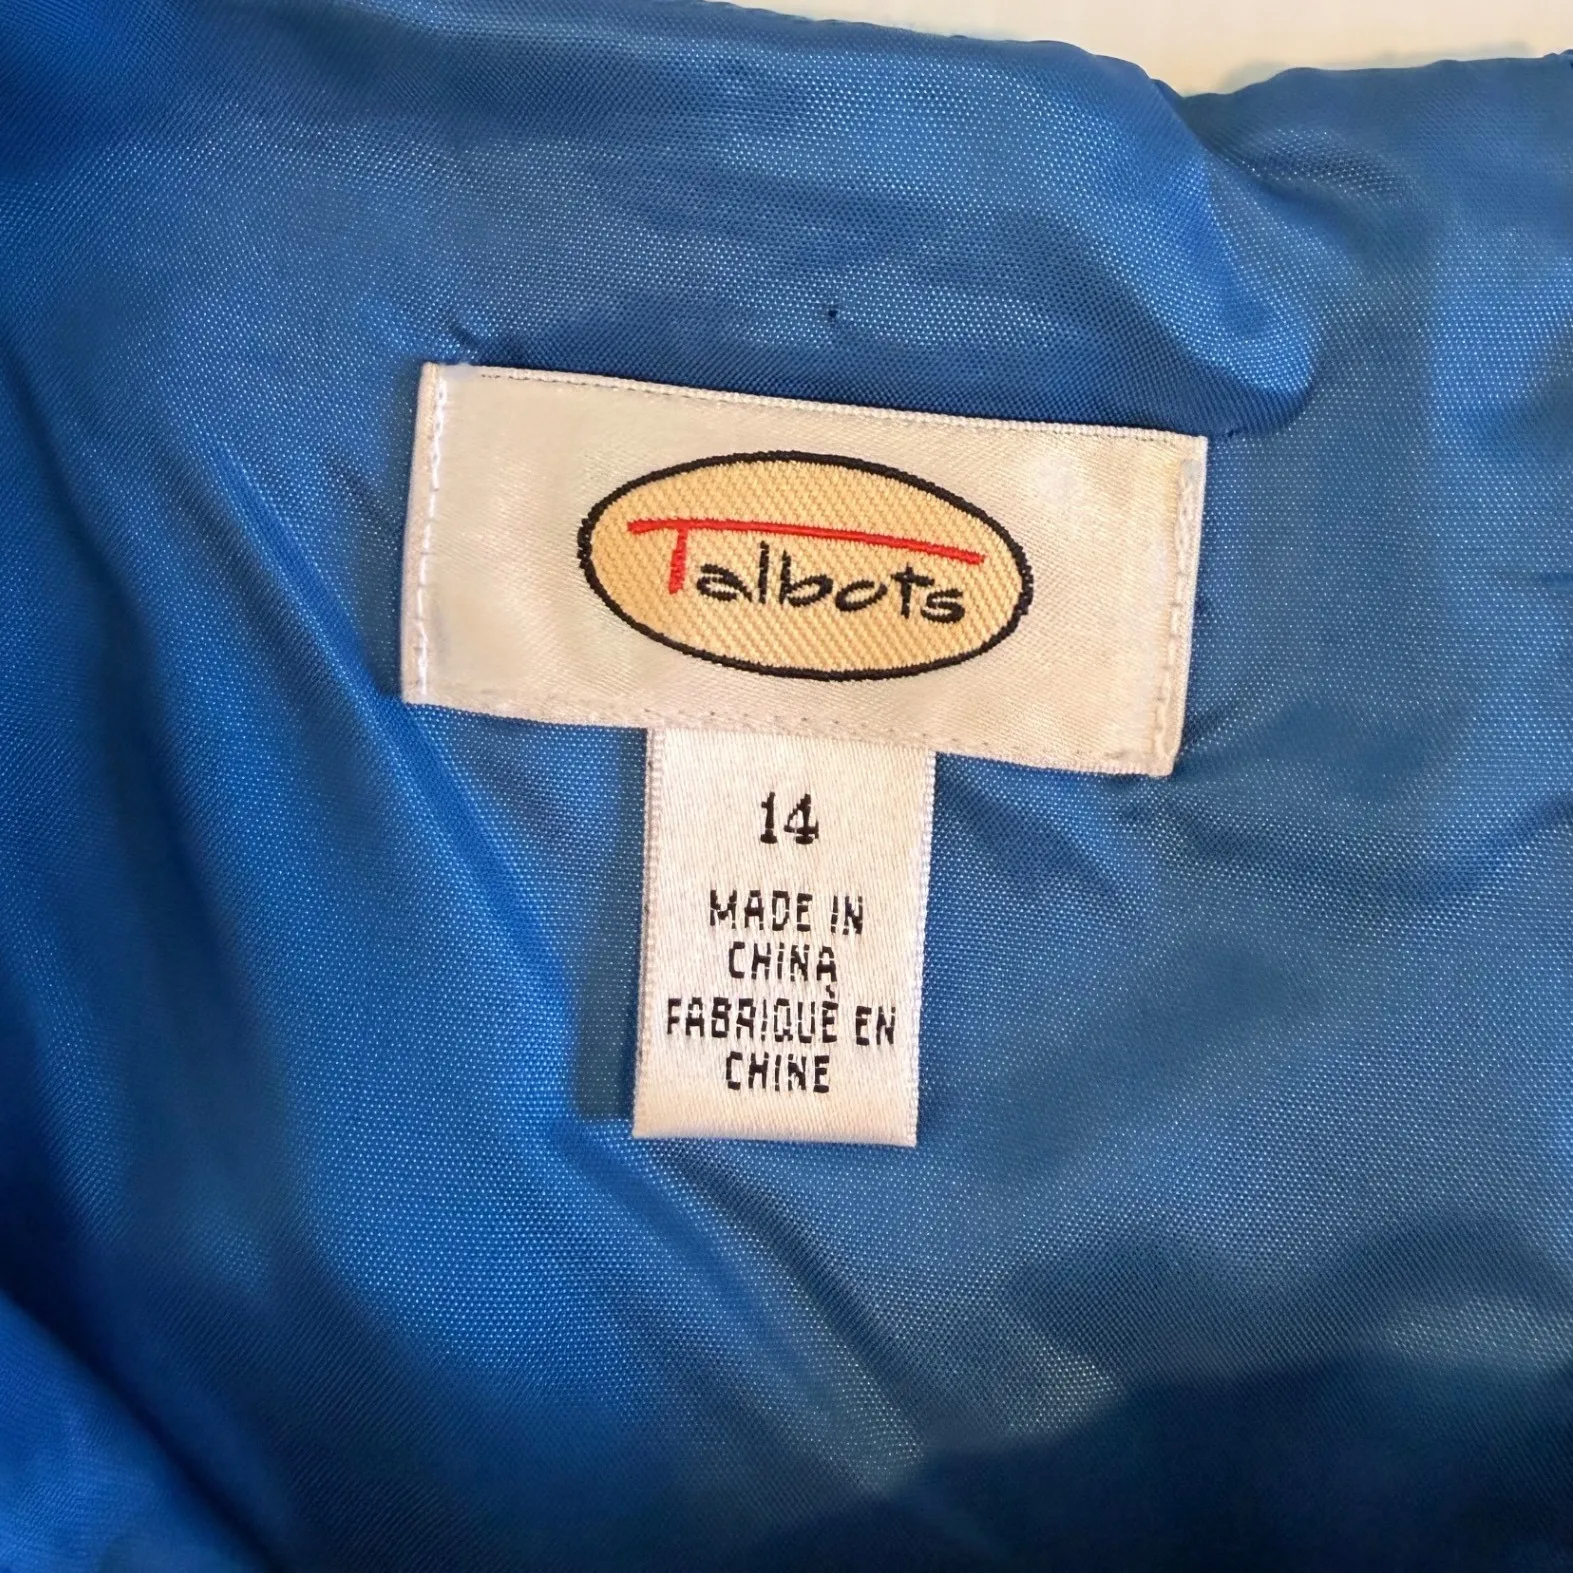 Talbots
14
MADE IN
CHINA
FABRIQUÈ EN
CHINE